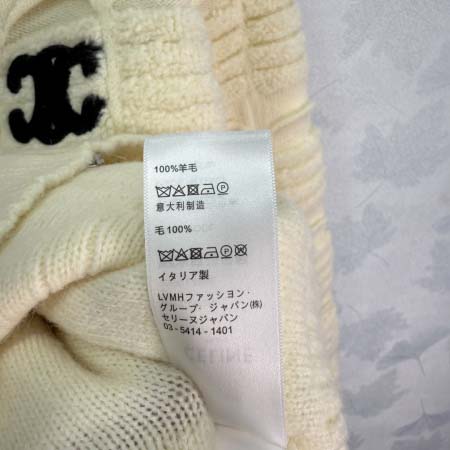 100%羊毛
意大利制造
毛 100%
イタリア製
LVMHファッション・
グループ・ジャパン(株)
セリーヌジャパン
03-5414-1401
CELINE